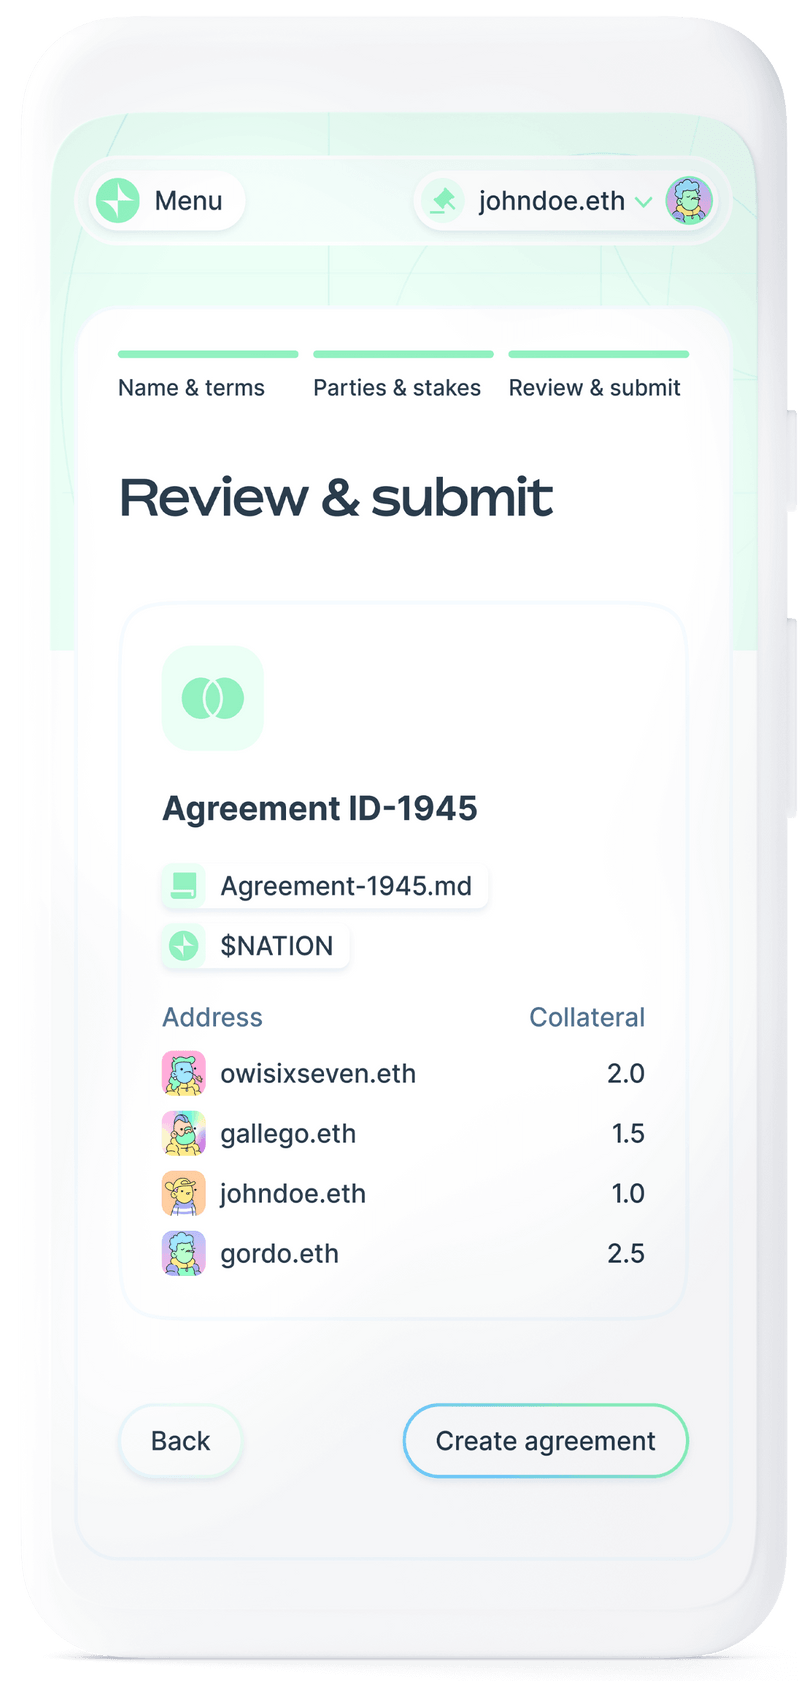 Menu johndoe.eth
Name & terms Parties & stakes Review & submit
Review & submit
Agreement ID-1945
Agreement-1945.md
$NATION
Address Collateral
owisixseven.eth 2.0
gallego.eth 1.5
johndoe.eth 1.0
gordo.eth 2.5
Back Create agreement